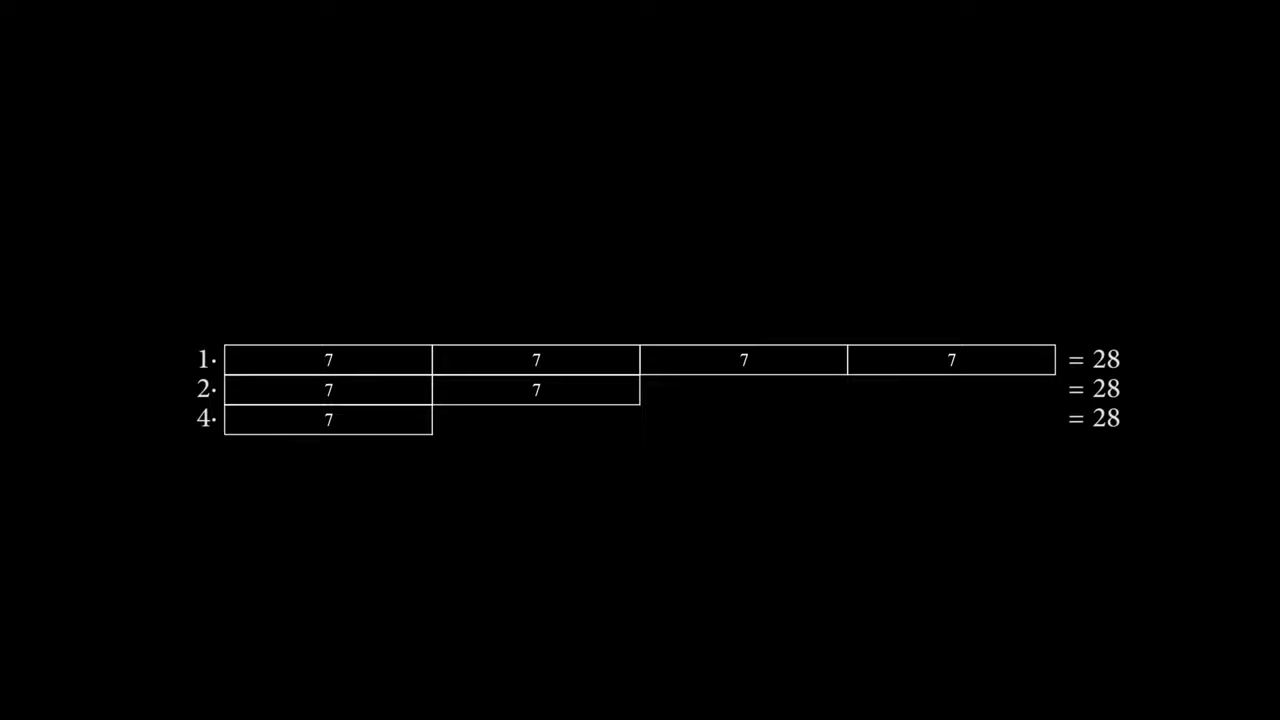 1· 7 7 7 7 = 28
2· 7 7 = 28
4· 7 = 28